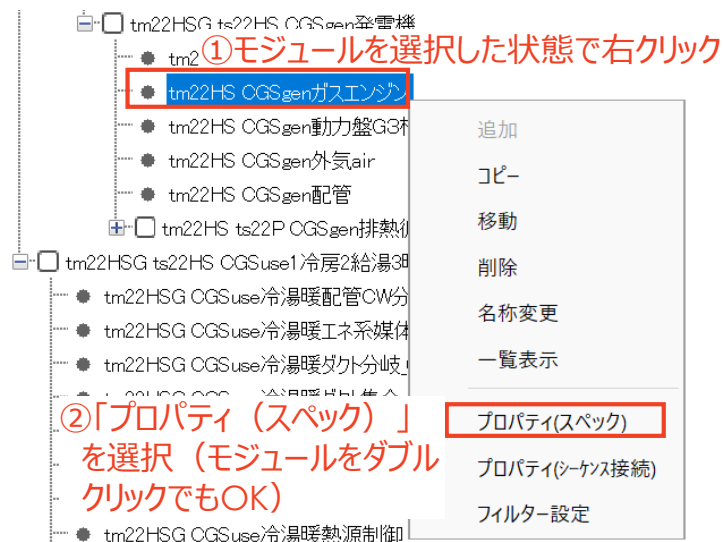 tm22HSG ts22HS CGSgen発電機
tm2
①モジュールを選択した状態で右クリック
tm22HS CGSgenガスエンジン
tm22HS CGSgen動力盤G3
tm22HS CGSgen外気air
tm22HS CGSgen配管
tm22HS ts22P CGSgen排熱
tm22HSG ts22HS CGSuse1冷房2給湯3
tm22HSG CGSuse冷湯暖配管CW分
tm22HSG CGSuse冷湯暖エネ系媒体
tm22HSG CGSuse冷湯暖ダクト分岐_
追加
コピー
移動
削除
名称変更
一覧表示
プロパティ(スペック)
プロパティ(シーケンス接続)
フィルター設定
②「プロパティ（スペック）」
を選択（モジュールをダブル
クリックでもOK）
tm22HSG CGSuse冷湯暖熱源制御